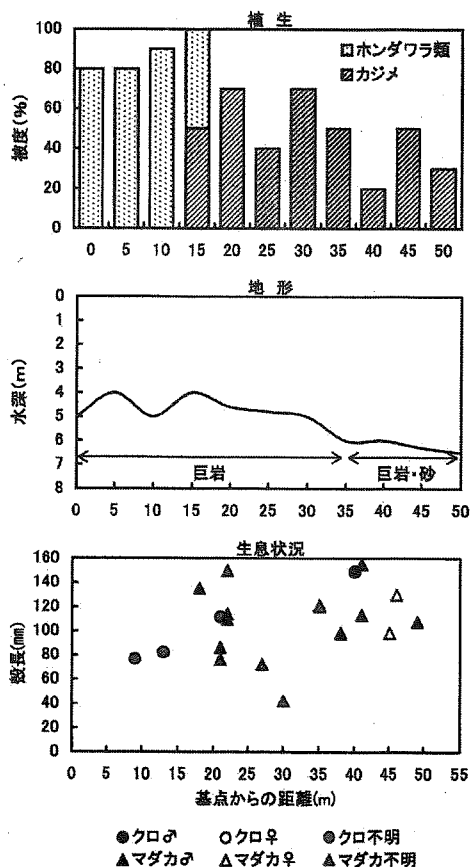 植 生
100
80
60
40
20
0
被度(%)
ホンダワラ類
カジメ
0 5 10 15 20 25 30 35 40 45 50
地 形
0
1
2
3
4
5
6
7
8
水深(m)
巨岩
巨岩・砂
0 5 10 15 20 25 30 35 40 45 50
生息状況
160
140
120
100
80
60
40
20
0
殻長(mm)
0 5 10 15 20 25 30 35 40 45 50 55
基点からの距離(m)
クロ♂ クロ♀ クロ不明
マダカ♂ マダカ♀ マダカ不明